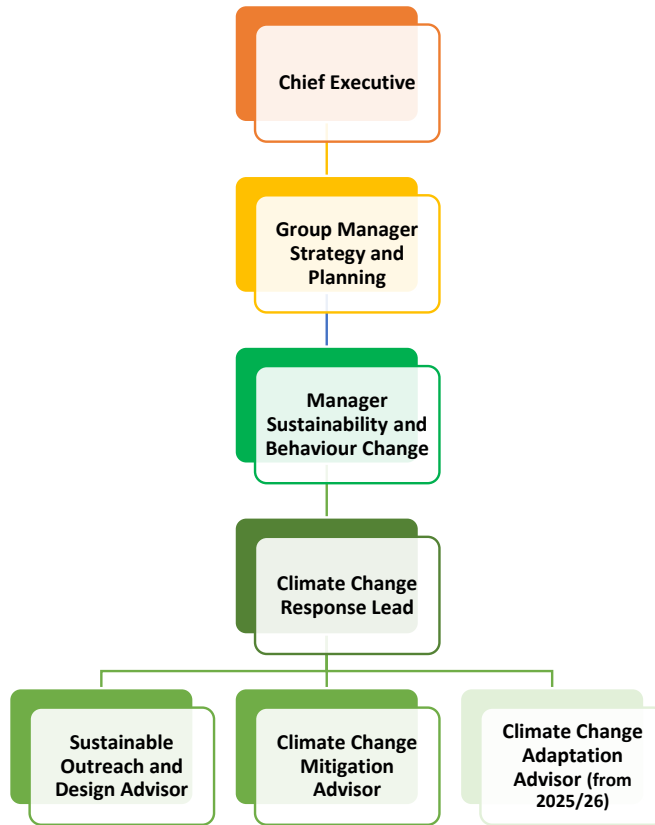 Chief Executive
Group Manager
Strategy and
Planning
Manager
Sustainability and
Behaviour Change
Climate Change
Response Lead
Sustainable
Outreach and
Design Advisor
Climate Change
Mitigation
Advisor
Climate Change
Adaptation
Advisor (from
2025/26)